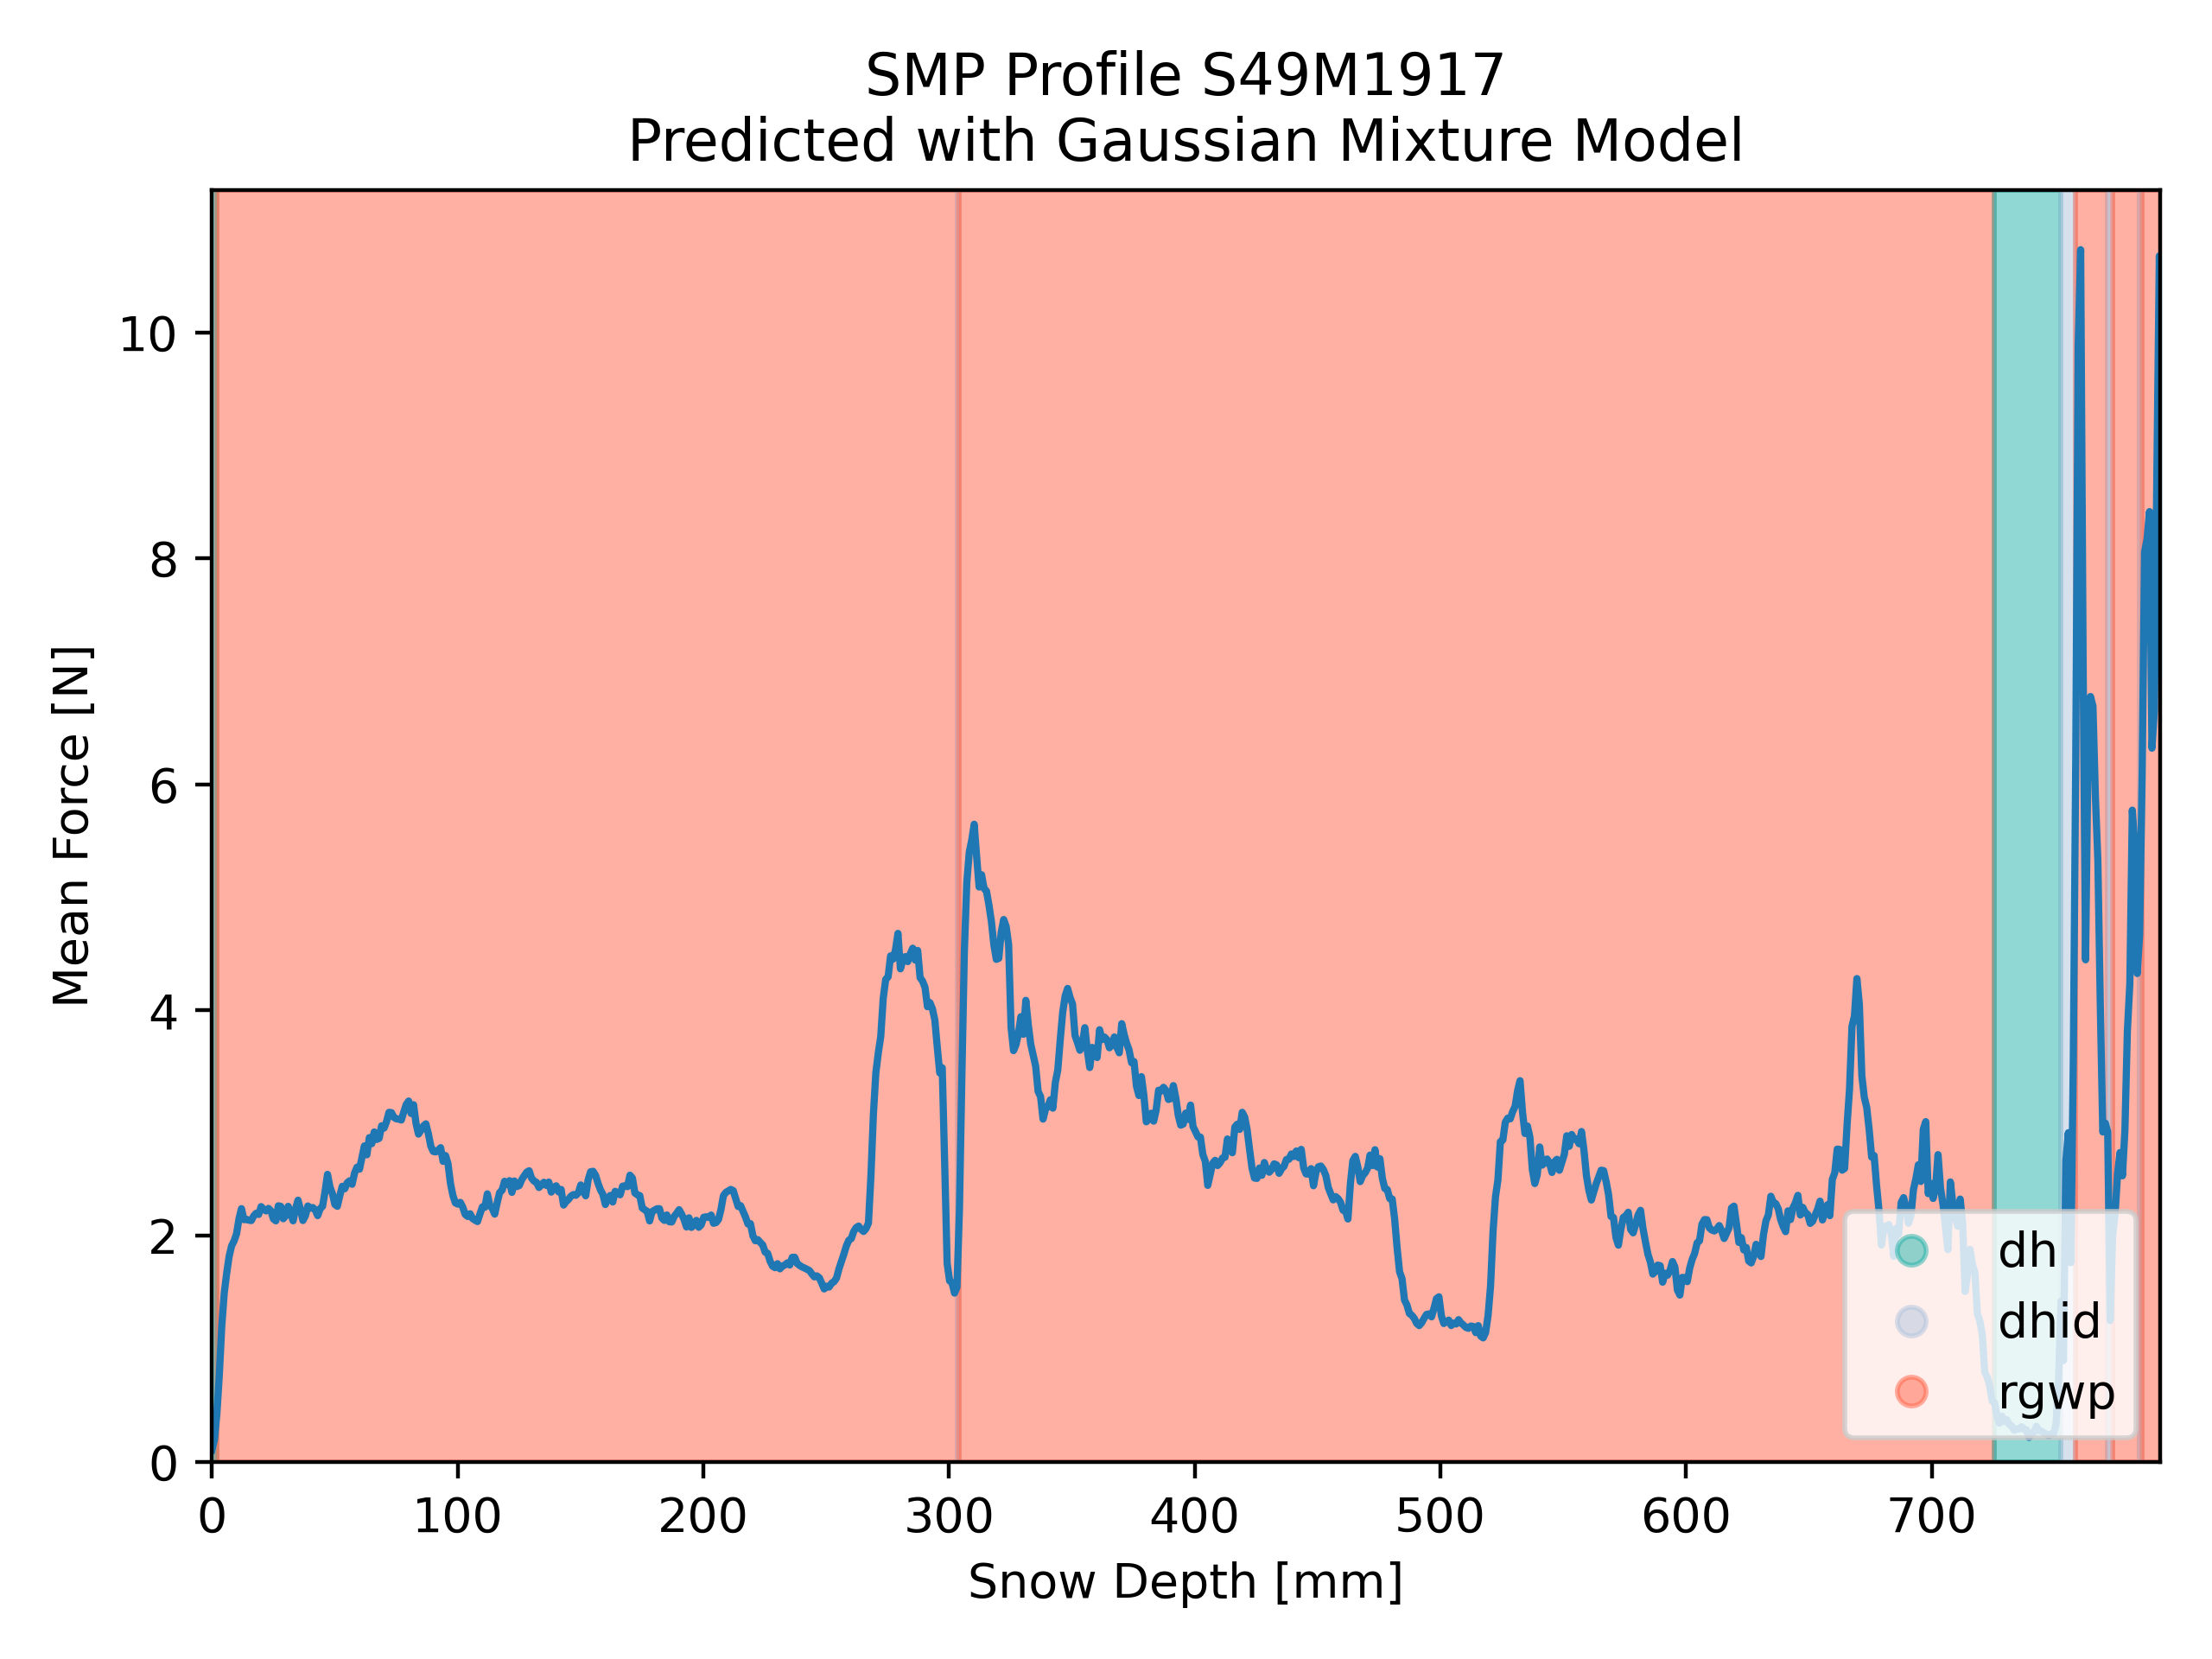 SMP Profile S49M1917
Predicted with Gaussian Mixture Model
Mean Force [N]
10
8
6
4
2
0
dh
dhid
rgwp
0 100 200 300 400 500 600 700
Snow Depth [mm]